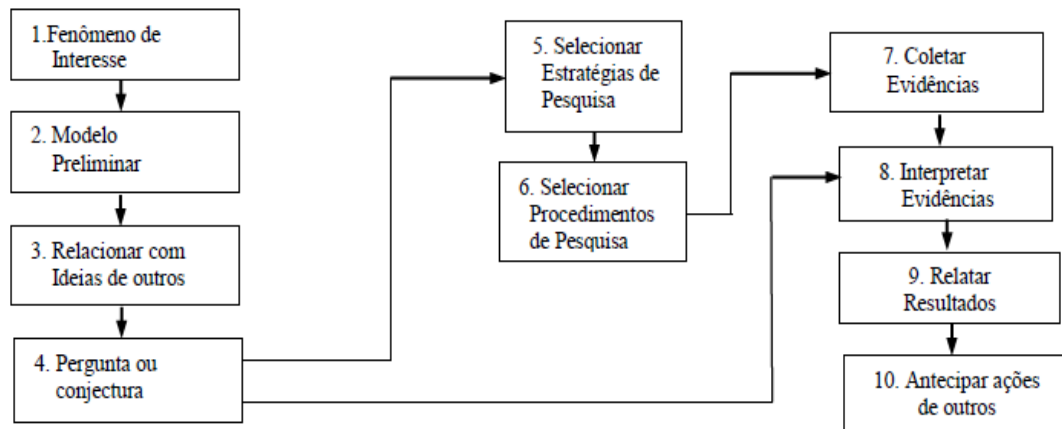 1.Fenômeno de
Interesse
2. Modelo
Preliminar
3. Relacionar com
Ideias de outros
4. Pergunta ou
conjectura
5. Selecionar
Estratégias de
Pesquisa
6. Selecionar
Procedimentos
de Pesquisa
7. Coletar
Evidências
8. Interpretar
Evidências
9. Relatar
Resultados
10. Antecipar ações
de outros